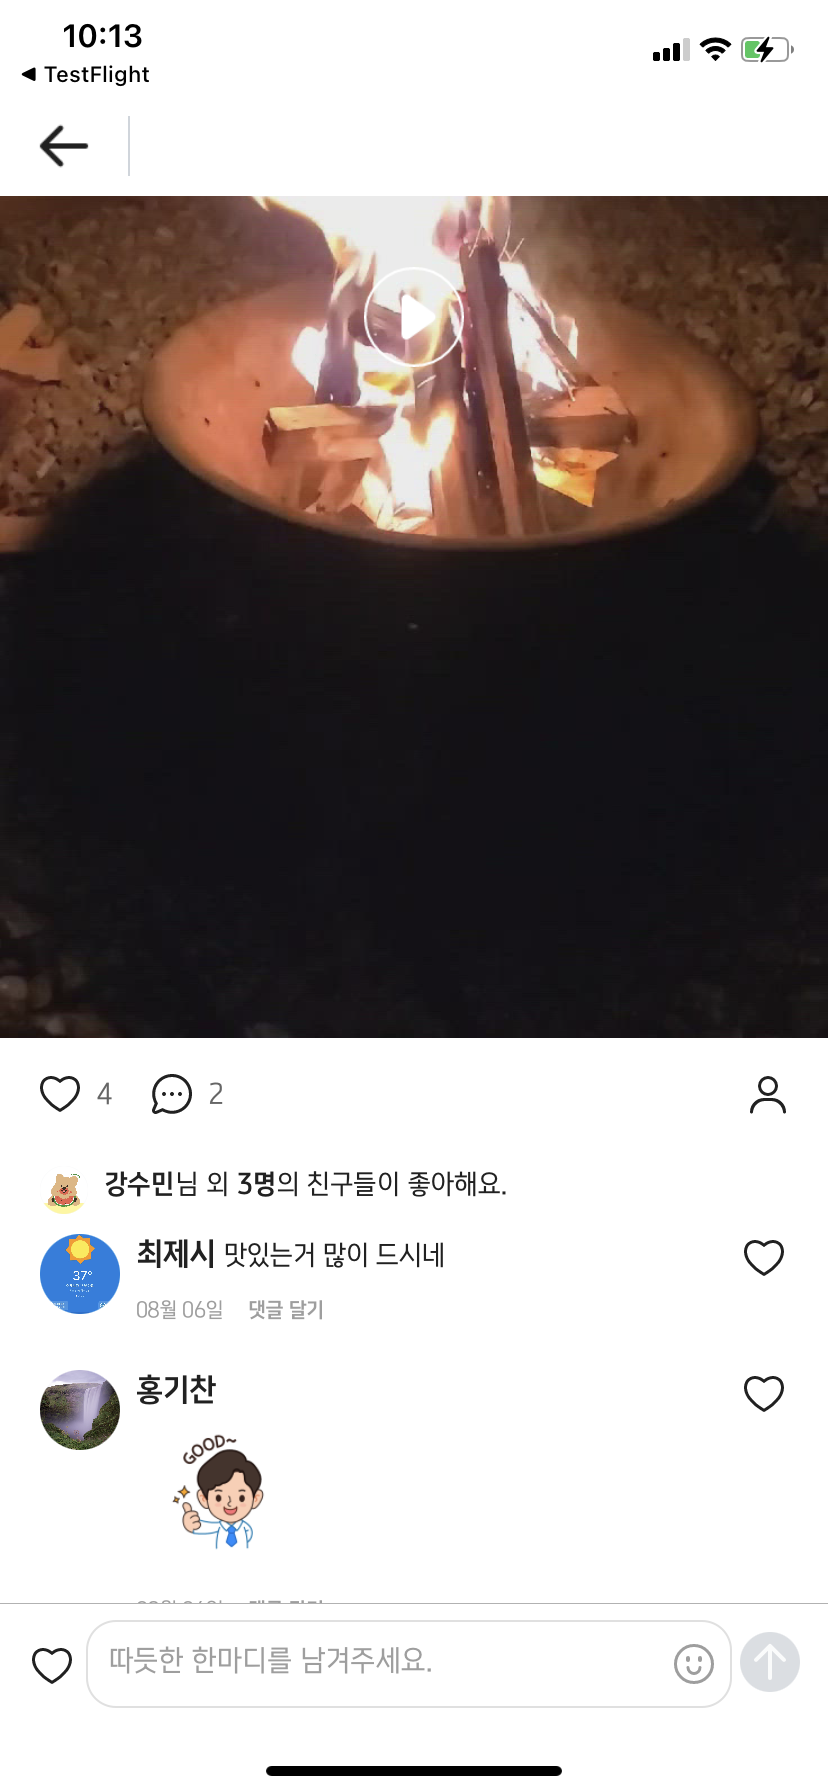 10:13
◀ TestFlight
4 2
강수민님 외 3명의 친구들이 좋아해요.
37°
최제시 맛있는거 많이 드시네
08월 06일 댓글 달기
홍기찬
GOOD~
따듯한 한마디를 남겨주세요.